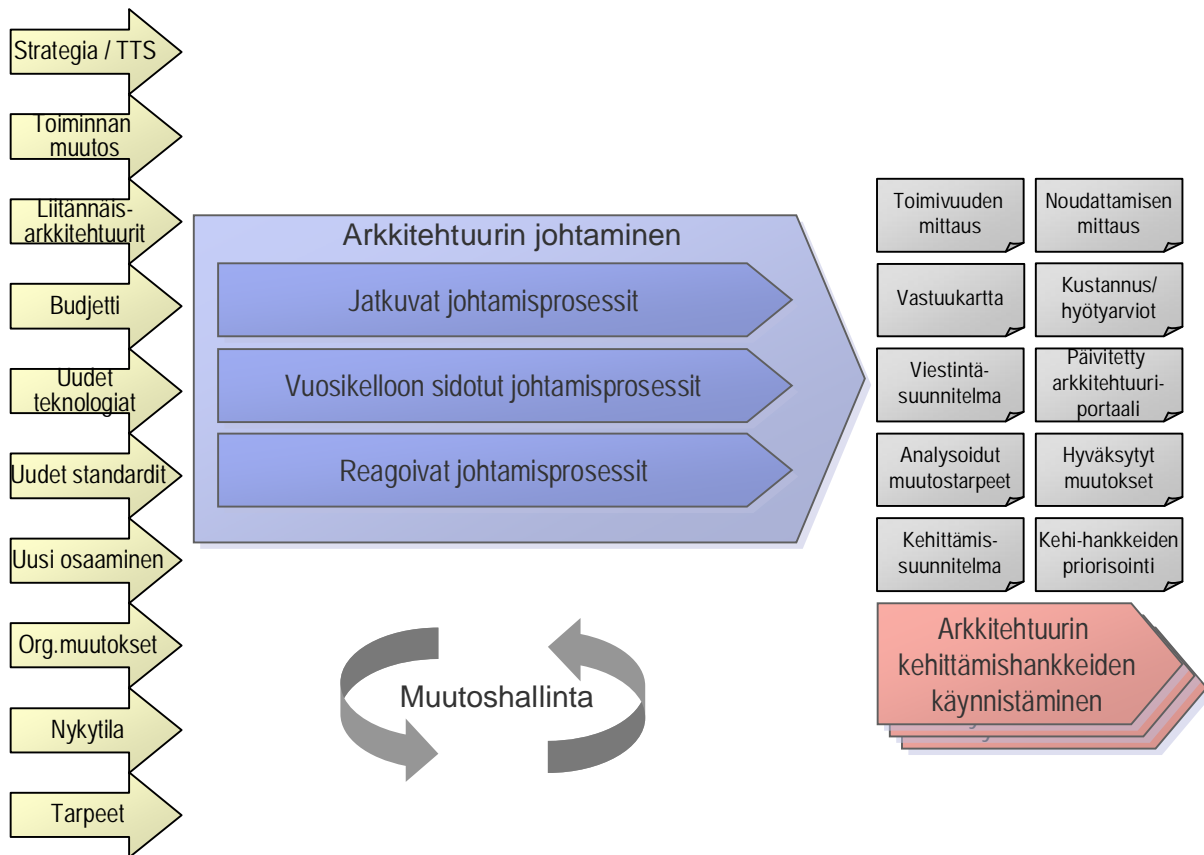 Strategia / TTS
Toiminnan
muutos
Liitännäis-
arkkitehtuurit
Budjetti
Uudet
teknologiat
Uudet standardit
Uusi osaaminen
Org.muutokset
Nykytila
Tarpeet
Arkkitehtuurin johtaminen
Jatkuvat johtamisprosessit
Vuosikelloon sidotut johtamisprosessit
Reagoivat johtamisprosessit
Muutoshallinta
Toimivuuden
mittaus
Noudattamisen
mittaus
Vastuukartta
Kustannus/
hyötyarviot
Viestintä-
suunnitelma
Päivitetty
arkkitehtuuri-
portaali
Analysoidut
muutostarpeet
Hyväksytyt
muutokset
Kehittämis-
suunnitelma
Kehi-hankkeiden
priorisointi
Arkkitehtuurin
kehittämishankkeiden
käynnistäminen